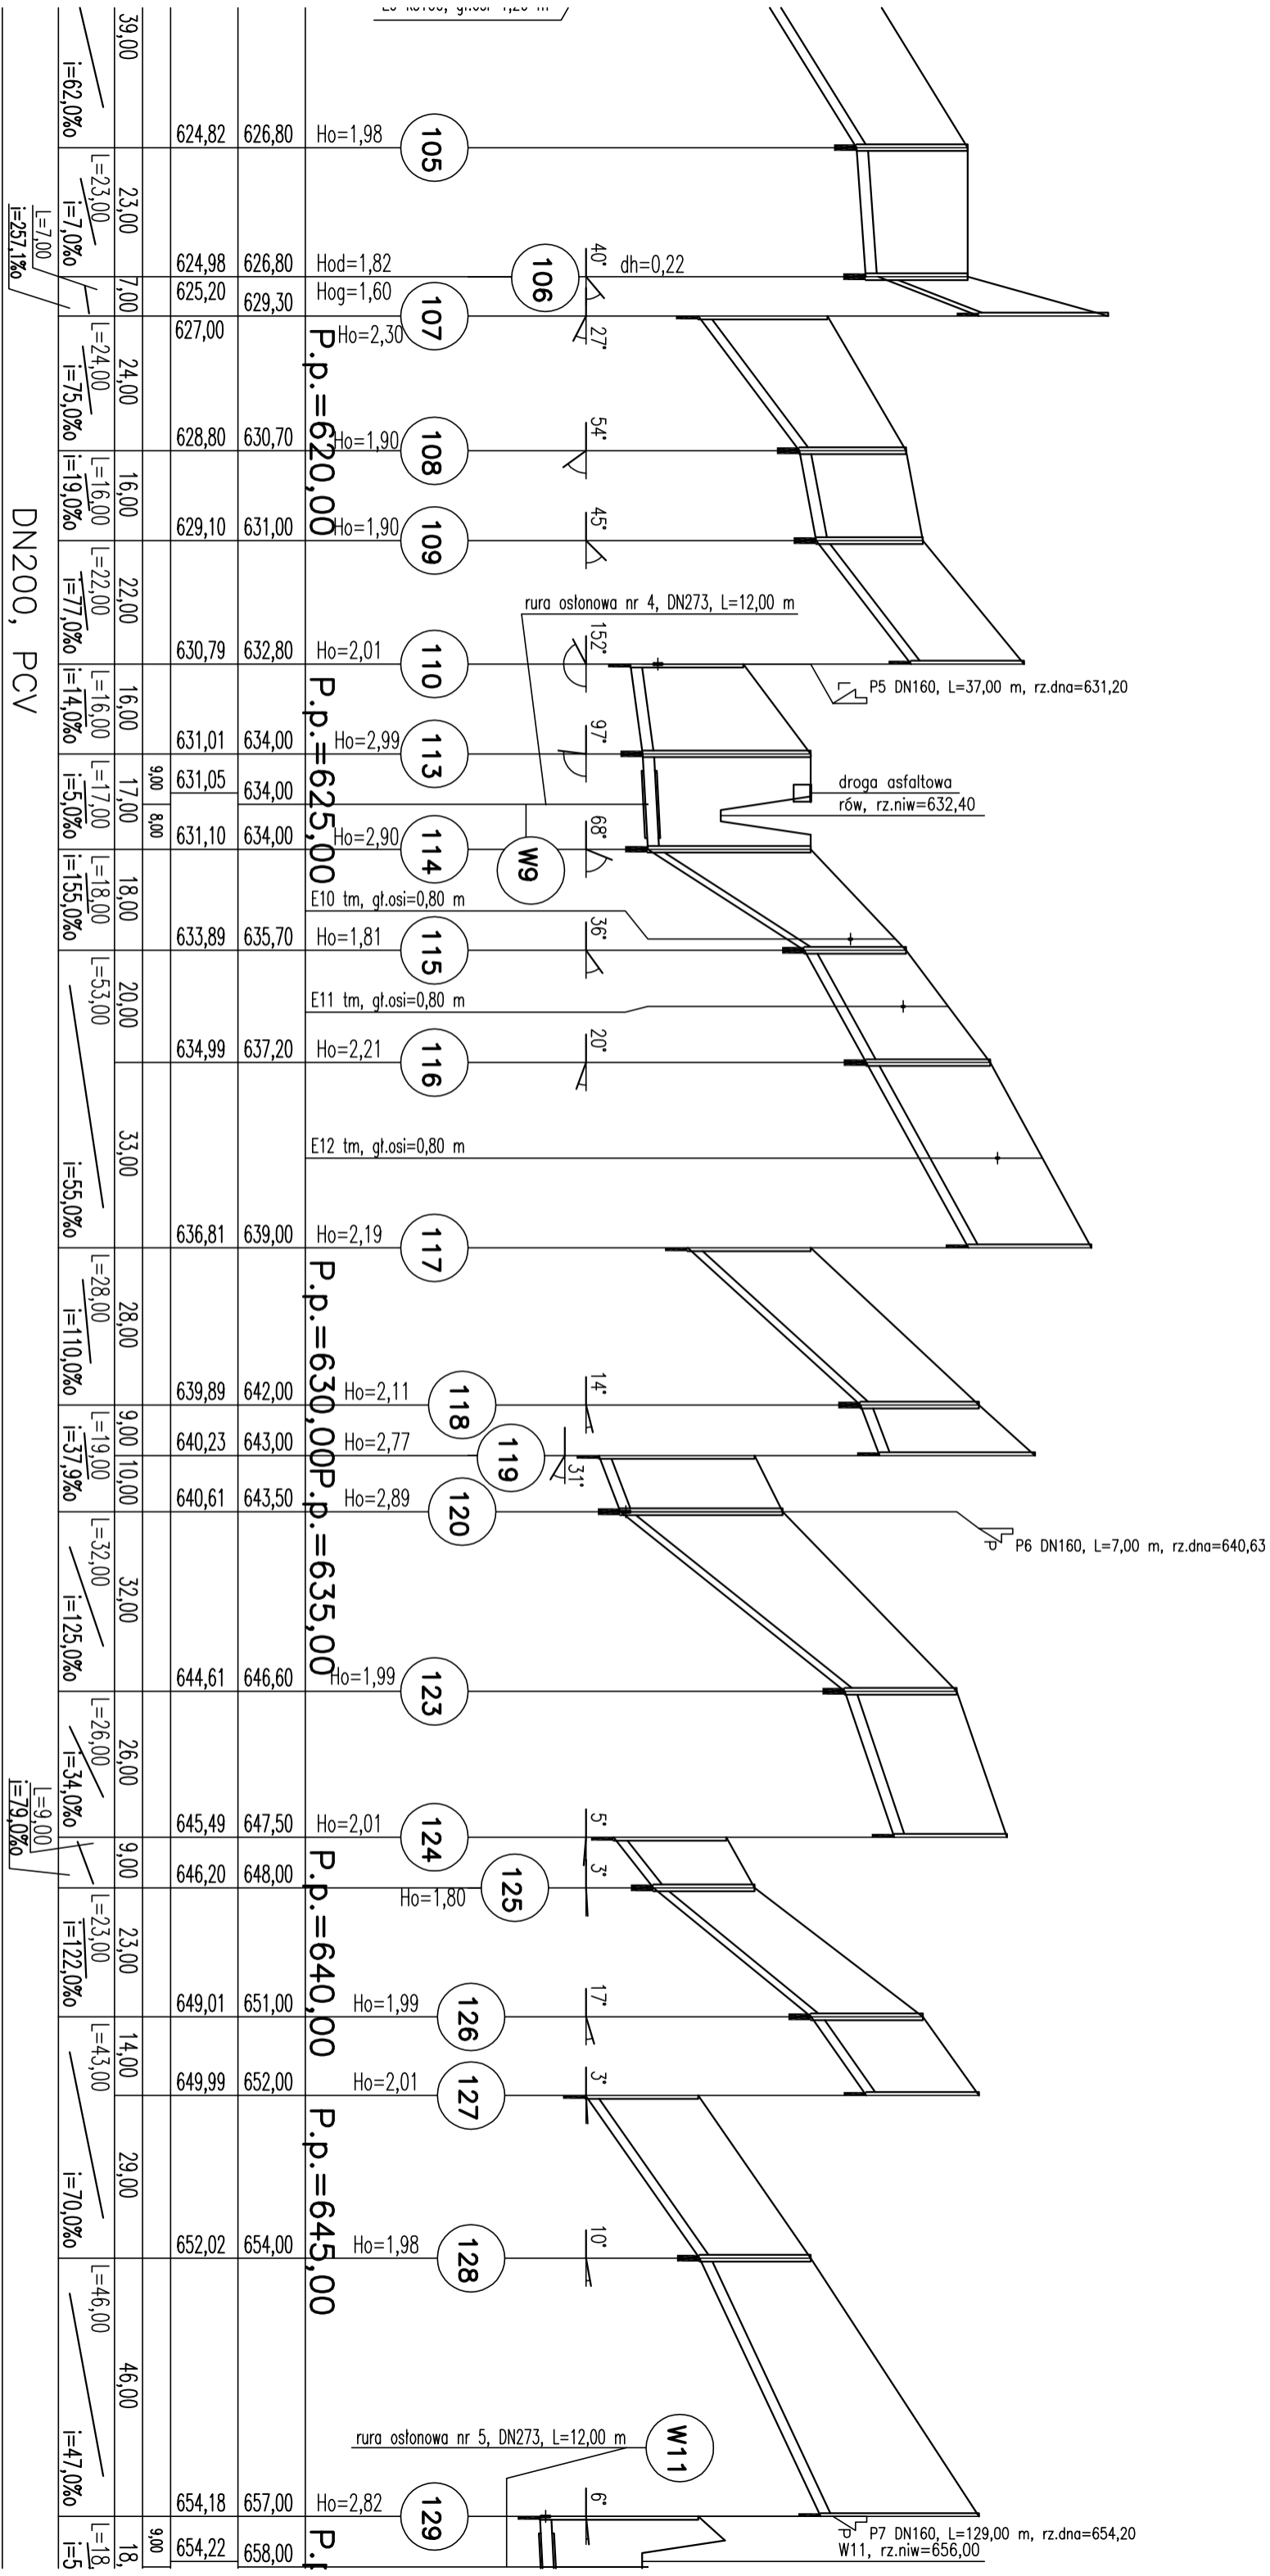 39,00
i=62,0‰
624,82 626,80 Ho=1,98 105
L=23,00 23,00
i=7,0‰
L=7,00
i=257,1‰
624,98 626,80 Hod=1,82 106 40° dh=0,22
7,00 625,20 629,30 Hog=1,60 107 27°
627,00 Ho=2,30
P.p.=620,00
L=24,00 24,00
i=75,0‰
628,80 630,70 Ho=1,90 108 54°
L=16,00 16,00
i=19,0‰
629,10 631,00 Ho=1,90 109 45°
L=22,00 22,00
i=77,0‰
rura osłonowa nr 4, DN273, L=12,00 m
630,79 632,80 Ho=2,01 110 152°
P5 DN160, L=37,00 m, rz.dna=631,20
DN200, PCV
P.p.=625,00
L=16,00 16,00
i=14,0‰
631,01 634,00 Ho=2,99 113 97°
9,00 631,05 634,00
droga asfaltowa
rów, rz.niw=632,40
L=17,00 17,00
i=5,0‰
8,00
631,10 634,00 Ho=2,90 114 68°
W9
L=18,00 18,00
i=155,0‰
E10 tm, gł.osi=0,80 m
633,89 635,70 Ho=1,81 115 36°
L=53,00 20,00
E11 tm, gł.osi=0,80 m
634,99 637,20 Ho=2,21 116 20°
33,00
E12 tm, gł.osi=0,80 m
i=55,0‰
636,81 639,00 Ho=2,19 117
P.p.=630,00
L=28,00 28,00
i=110,0‰
639,89 642,00 Ho=2,11 118 14°
L=19,00 9,00
i=37,9‰
640,23 643,00 Ho=2,77 119 31°
10,00
P.p.=635,00
640,61 643,50 Ho=2,89 120
P P6 DN160, L=7,00 m, rz.dna=640,63
L=32,00 32,00
i=125,0‰
644,61 646,60 Ho=1,99 123
L=26,00 26,00
i=34,0‰
L=9,00
i=79,0‰
645,49 647,50 Ho=2,01 124 5°
9,00
646,20 648,00 Ho=1,80 125 3°
P.p.=640,00
L=23,00 23,00
i=122,0‰
649,01 651,00 Ho=1,99 126 17°
L=43,00 14,00
649,99 652,00 Ho=2,01 127 3°
P.p.=645,00
29,00
i=70,0‰
652,02 654,00 Ho=1,98 128 10°
L=46,00 46,00
i=47,0‰
rura osłonowa nr 5, DN273, L=12,00 m
W11
654,18 657,00 Ho=2,82 129 6°
P P7 DN160, L=129,00 m, rz.dna=654,20
W11, rz.niw=656,00
L=18 18,
i=5
9,00 654,22 658,00